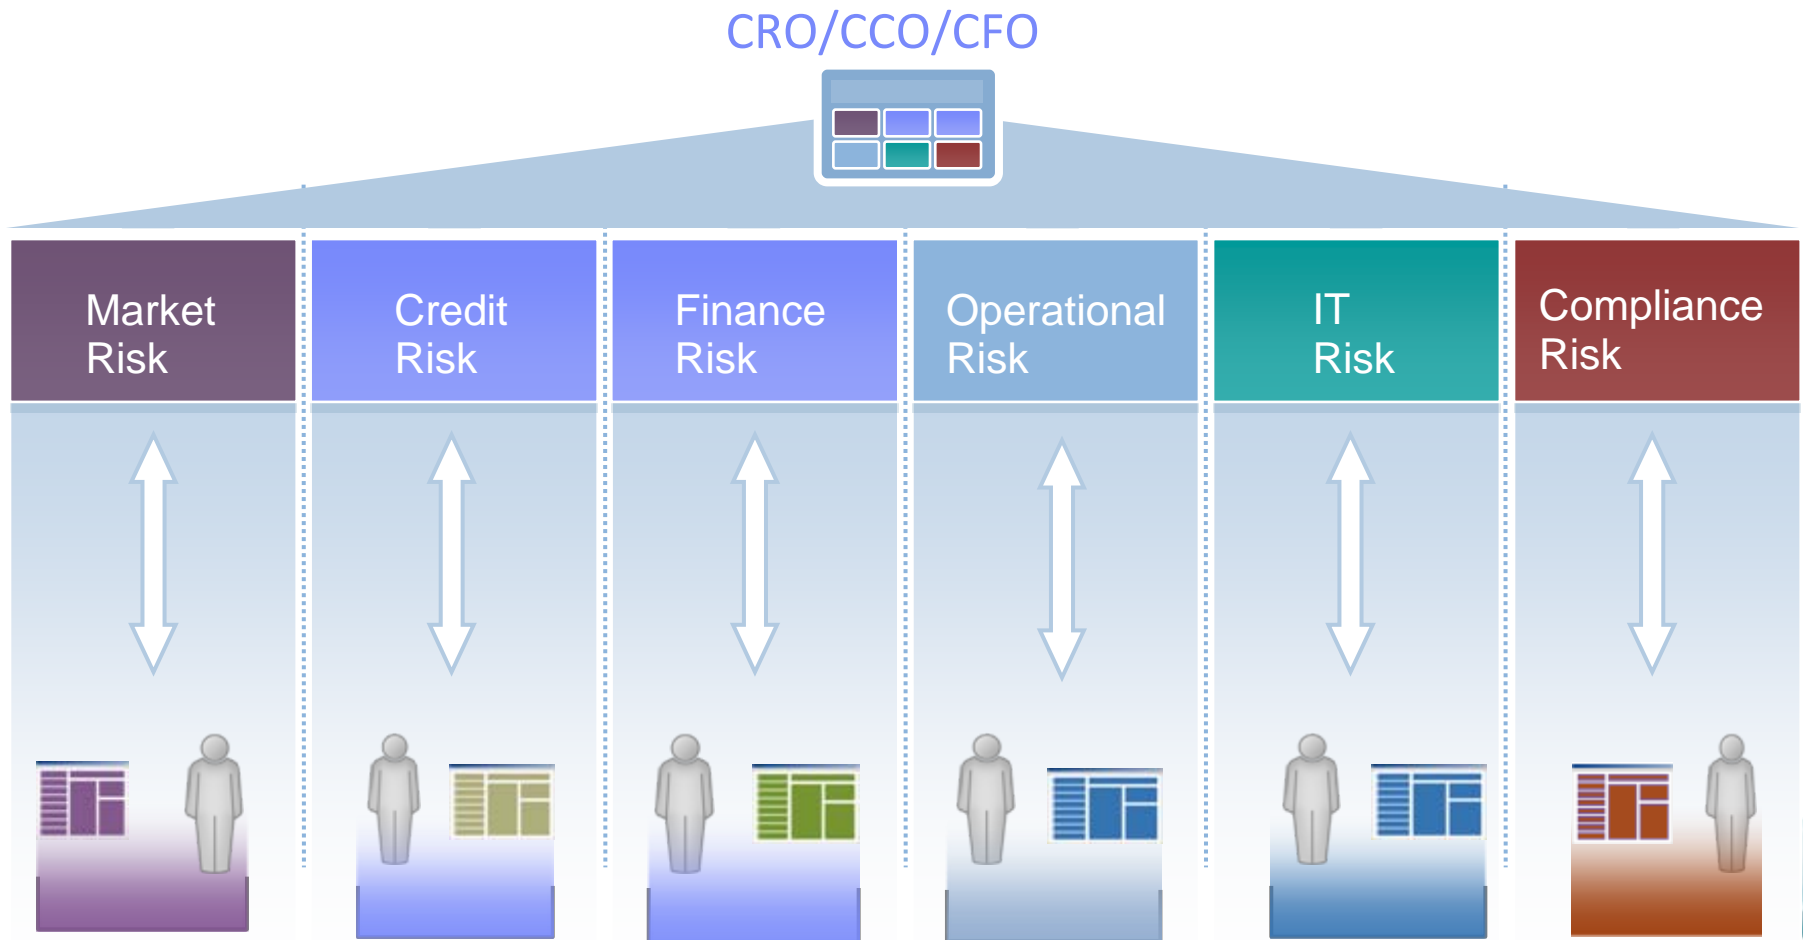 CRO/CCO/CFO
Market
Risk
Credit
Risk
Finance
Risk
Operational
Risk
IT
Risk
Compliance
Risk